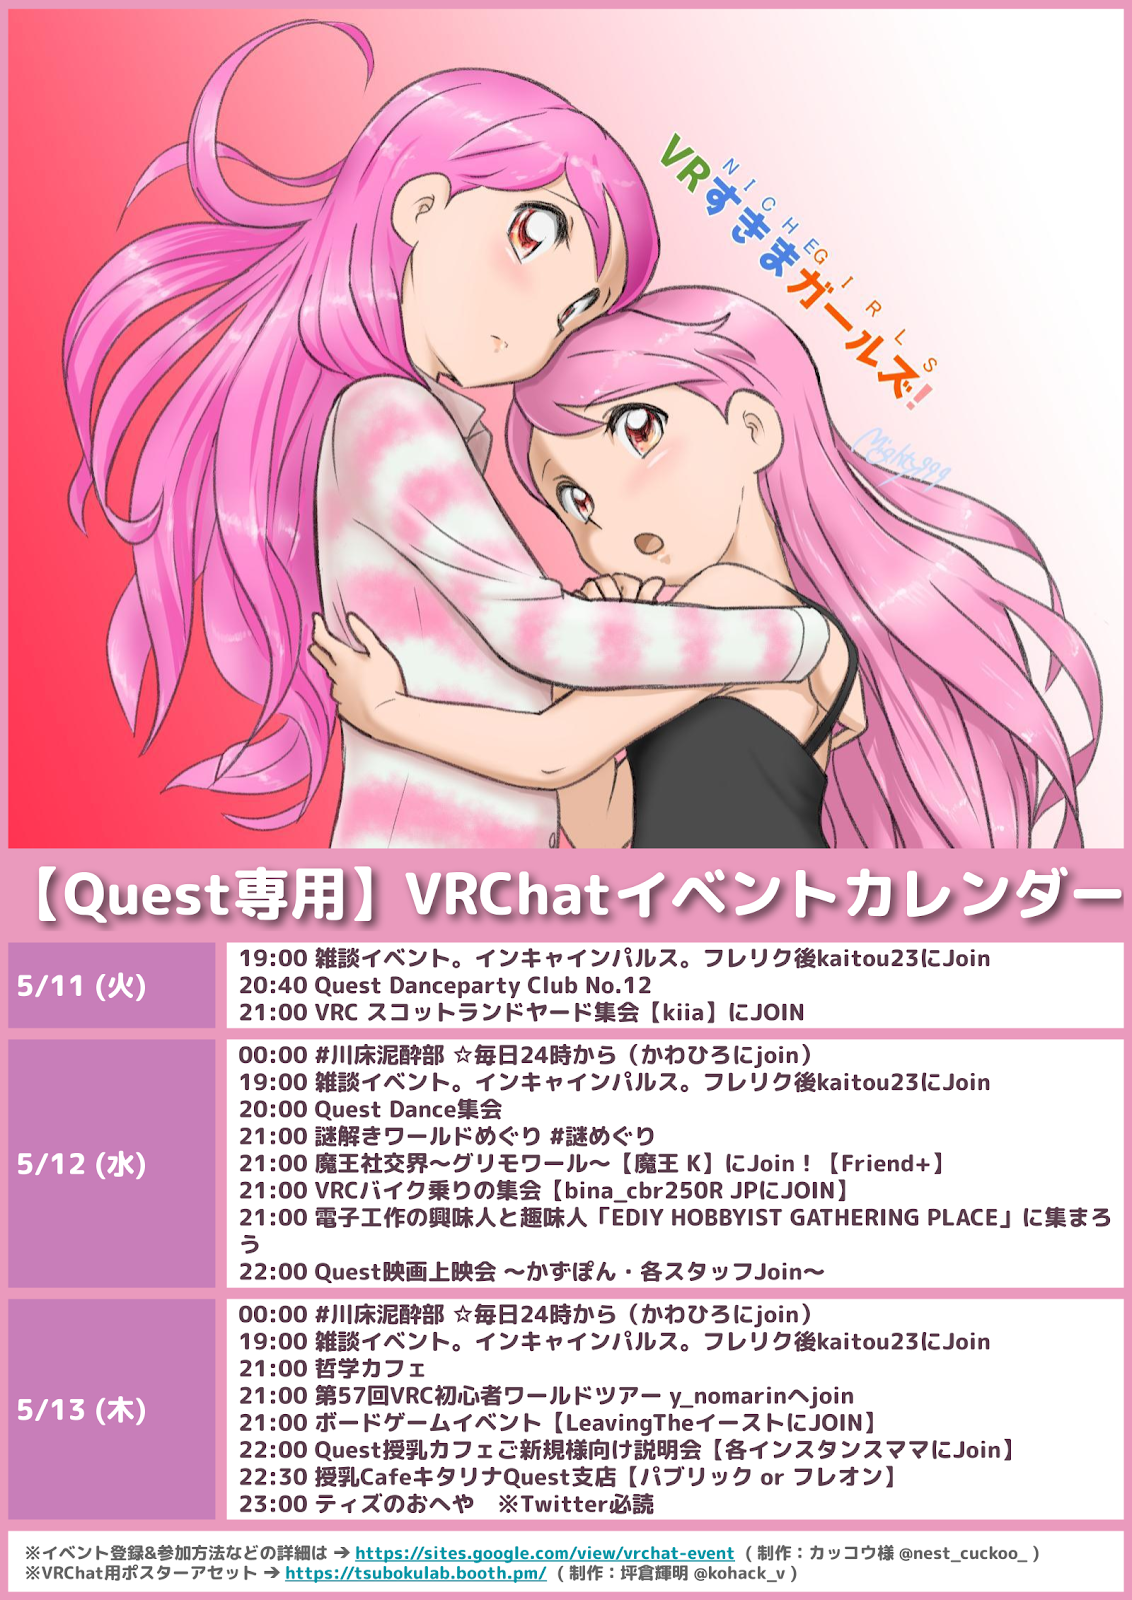 VRすきまガールズ!
NICHE GIRLS
Mighty999
【Quest専用】VRChatイベントカレンダー
5/11 (火)
19:00 雑談イベント。インキャインパルス。フレリク後kaitou23にJoin
20:40 Quest Danceparty Club No.12
21:00 VRC スコットランドヤード集会【kiia】にJOIN
5/12 (水)
00:00 #川床泥酔部 ☆毎日24時から（かわひろにjoin）
19:00 雑談イベント。インキャインパルス。フレリク後kaitou23にJoin
20:00 Quest Dance集会
21:00 謎解きワールドめぐり #謎めぐり
21:00 魔王社交界～グリモワール～【魔王 K】にJoin！【Friend+】
21:00 VRCバイク乗りの集会【bina_cbr250R JPにJOIN】
21:00 電子工作の興味人と趣味人「EDIY HOBBYIST GATHERING PLACE」に集まろ
う
22:00 Quest映画上映会 ～かずぽん・各スタッフJoin～
5/13 (木)
00:00 #川床泥酔部 ☆毎日24時から（かわひろにjoin）
19:00 雑談イベント。インキャインパルス。フレリク後kaitou23にJoin
21:00 哲学カフェ
21:00 第57回VRC初心者ワールドツアー y_nomarinへjoin
21:00 ボードゲームイベント【LeavingTheイーストにJOIN】
22:00 Quest授乳カフェご新規様向け説明会【各インスタンスママにJoin】
22:30 授乳CafeキタリナQuest支店【パブリック or フレオン】
23:00 ティズのおへや　※Twitter必読
※イベント登録&参加方法などの詳細は → https://sites.google.com/view/vrchat-event （制作：カッコウ様 @nest_cuckoo_ ）
※VRChat用ポスターアセット → https://tsubokulab.booth.pm/ （制作：坪倉輝明 @kohack_v ）